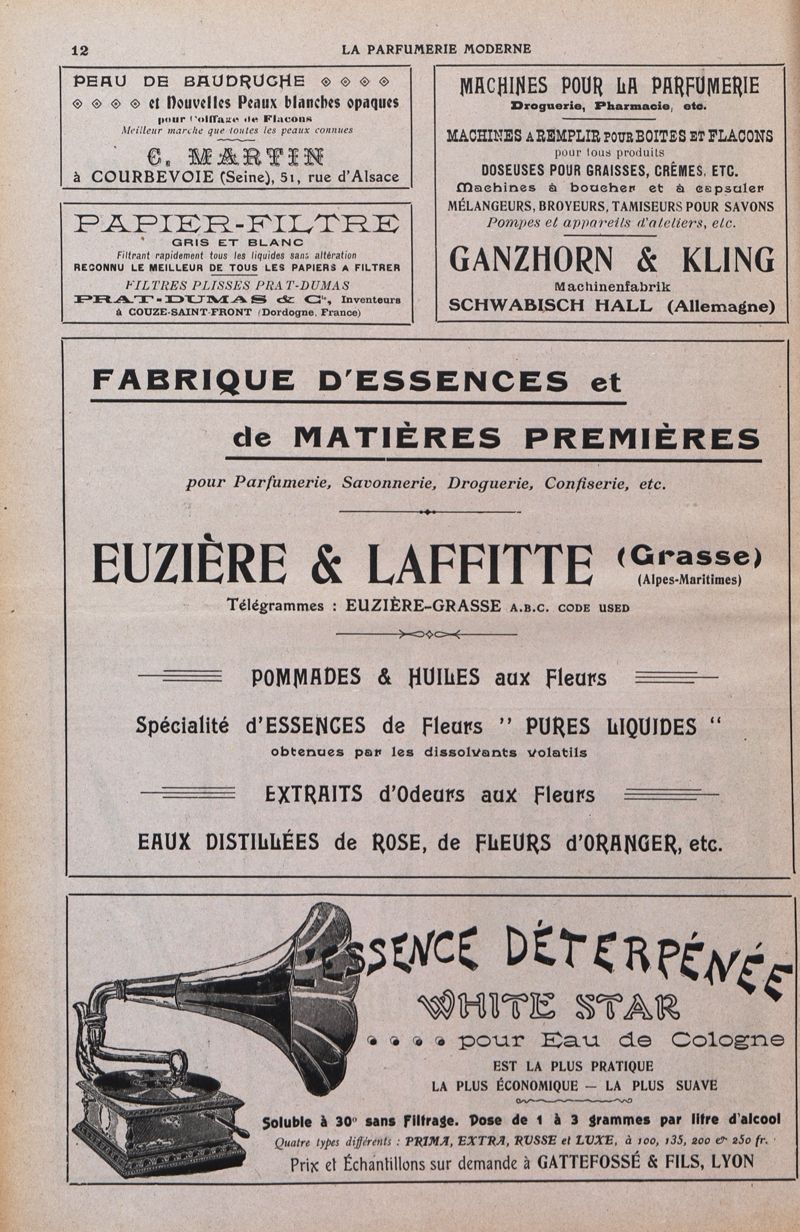 12
LA PARFUMERIE MODERNE
PEAU DE BAUDRUCHE
et Nouvelles Peaux blanches opaques
pour Coiffage de Flacons
Meilleur marché que toutes les peaux connues
C. MARTIN
à COURBEVOIE (Seine), 51, rue d'Alsace
PAPIER-FILTRE
GRIS ET BLANC
Filtrant rapidement tous les liquides sans altération
RECONNU LE MEILLEUR DE TOUS LES PAPIERS A FILTRER
FILTRES PLISSES PRAT-DUMAS
PRAT-DUMAS & Cie, Inventeurs
à COUZE-SAINT-FRONT (Dordogne, France)
MACHINES POUR LA PARFUMERIE
Droguerie, Pharmacie, etc.
MACHINES A REMPLIR POUR BOITES ET FLACONS
pour tous produits
DOSEUSES POUR GRAISSES, CRÊMES, ETC.
Machines à boucher et à capsuler
MÉLANGEURS, BROYEURS, TAMISEURS POUR SAVONS
Pompes et appareils d'ateliers, etc.
GANZHORN & KLING
Machinenfabrik
SCHWABISCH HALL (Allemagne)
FABRIQUE D'ESSENCES et
de MATIÈRES PREMIÈRES
pour Parfumerie, Savonnerie, Droguerie, Confiserie, etc.
EUZIÈRE & LAFFITTE (Grasse)
(Alpes-Maritimes)
Télégrammes : EUZIÈRE-GRASSE A.B.C. CODE USED
POMMADES & HUILES aux Fleurs
Spécialité d'ESSENCES de Fleurs " PURES LIQUIDES "
obtenues par les dissolvants volatils
EXTRAITS d'Odeurs aux Fleurs
EAUX DISTILLÉES de ROSE, de FLEURS d'ORANGER, etc.
ESSENCE DÉTERPÉNÉE
WHITE STAR
pour Eau de Cologne
EST LA PLUS PRATIQUE
LA PLUS ÉCONOMIQUE — LA PLUS SUAVE
Soluble à 30° sans Filtrage. Dose de 1 à 3 grammes par litre d'alcool
Quatre types différents : PRIMA, EXTRA, RUSSE et LUXE, à 100, 135, 200 & 250 fr.
Prix et Échantillons sur demande à GATTEFOSSÉ & FILS, LYON